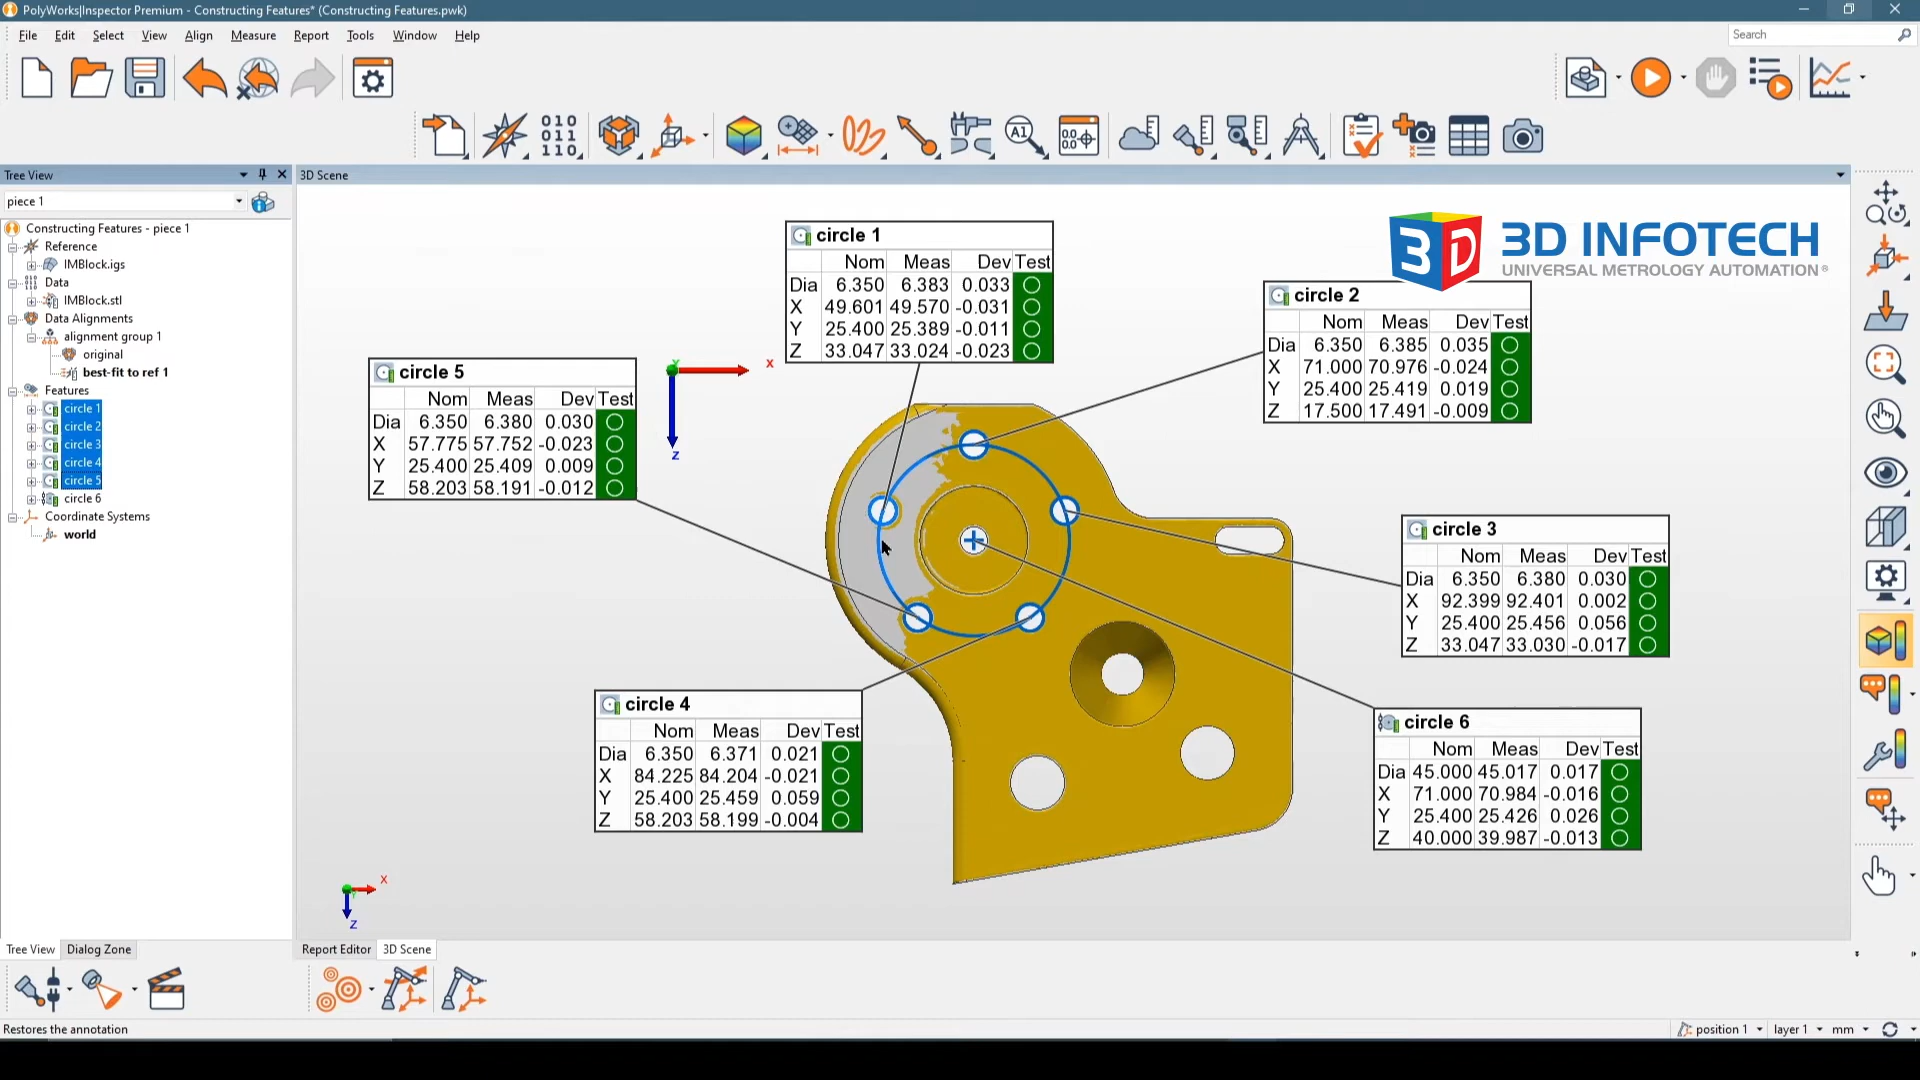 PolyWorks|Inspector Premium - Constructing Features* (Constructing Features.pwk)
File Edit Select View Align Measure Report Tools Window Help
Search
010
011
110
A1
0.0
0.0
Tree View
3D Scene
piece 1
Constructing Features - piece 1
Reference
IMBlock.igs
Data
IMBlock.stl
Data Alignments
alignment group 1
original
best-fit to ref 1
Features
circle 1
circle 2
circle 3
circle 4
circle 5
circle 6
Coordinate Systems
world
3D 3D INFOTECH
UNIVERSAL METROLOGY AUTOMATION®
circle 1
Nom Meas Dev Test
Dia 6.350 6.383 0.033
X 49.601 49.570 -0.031
Y 25.400 25.389 -0.011
Z 33.047 33.024 -0.023
circle 2
Nom Meas Dev Test
Dia 6.350 6.385 0.035
X 71.000 70.976 -0.024
Y 25.400 25.419 0.019
Z 17.500 17.491 -0.009
circle 5
Nom Meas Dev Test
Dia 6.350 6.380 0.030
X 57.775 57.752 -0.023
Y 25.400 25.409 0.009
Z 58.203 58.191 -0.012
Y
X
Z
circle 3
Nom Meas Dev Test
Dia 6.350 6.380 0.030
X 92.399 92.401 0.002
Y 25.400 25.456 0.056
Z 33.047 33.030 -0.017
circle 4
Nom Meas Dev Test
Dia 6.350 6.371 0.021
X 84.225 84.204 -0.021
Y 25.400 25.459 0.059
Z 58.203 58.199 -0.004
circle 6
Nom Meas Dev Test
Dia 45.000 45.017 0.017
X 71.000 70.984 -0.016
Y 25.400 25.426 0.026
Z 40.000 39.987 -0.013
X
Y
Z
Tree View Dialog Zone
Report Editor 3D Scene
Restores the annotation
position 1 layer 1 mm